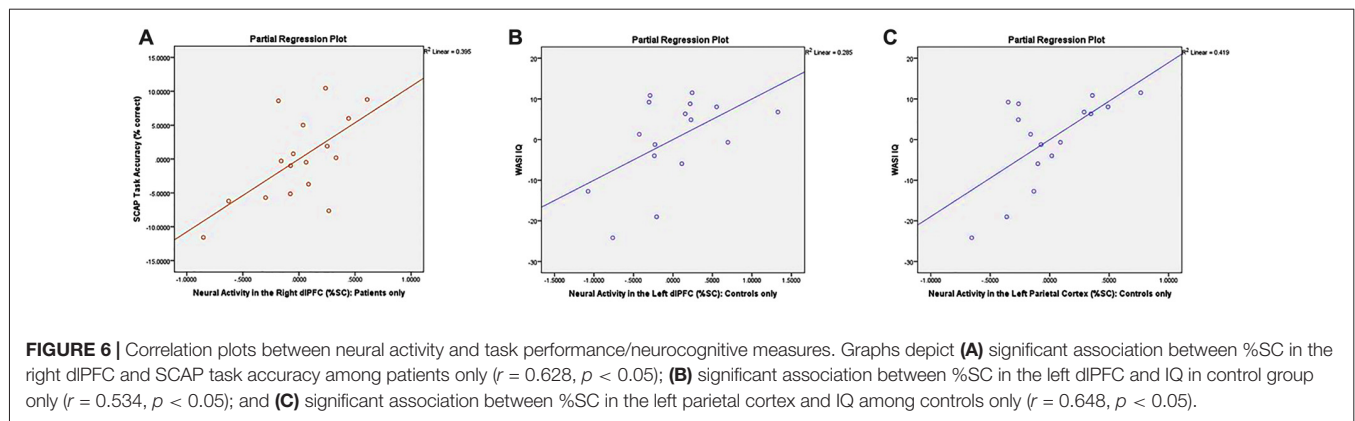 A
Partial Regression Plot
R² Linear = 0.395
15.0000
10.0000
5.0000
.0000
-5.0000
-10.0000
-15.0000
SCAP Task Accuracy (% correct)
-1.0000 -.5000 .0000 .5000 1.0000
Neural Activity in the Right dlPFC (%SC): Patients only
B
Partial Regression Plot
R² Linear = 0.285
20
10
0
-10
-20
-30
WASI IQ
-1.5000 -1.0000 -.5000 .0000 .5000 1.0000 1.5000
Neural Activity in the Left dlPFC (%SC): Controls only
C
Partial Regression Plot
R² Linear = 0.419
20
10
0
-10
-20
-30
WASI IQ
-1.0000 -.5000 .0000 .5000 1.0000
Neural Activity in the Left Parietal Cortex (%SC): Controls only
FIGURE 6 | Correlation plots between neural activity and task performance/neurocognitive measures. Graphs depict (A) significant association between %SC in the
right dlPFC and SCAP task accuracy among patients only (r = 0.628, p < 0.05); (B) significant association between %SC in the left dlPFC and IQ in control group
only (r = 0.534, p < 0.05); and (C) significant association between %SC in the left parietal cortex and IQ among controls only (r = 0.648, p < 0.05).